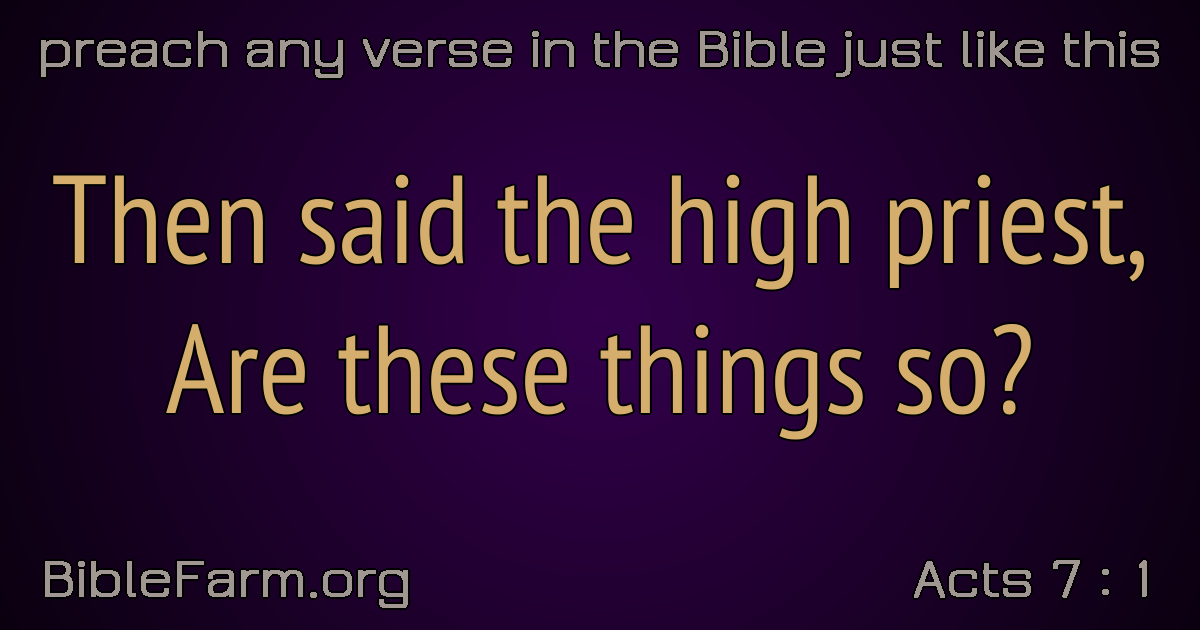 preach any verse in the Bible just like this
Then said the high priest,
Are these things so?
BibleFarm.org
Acts 7 : 1